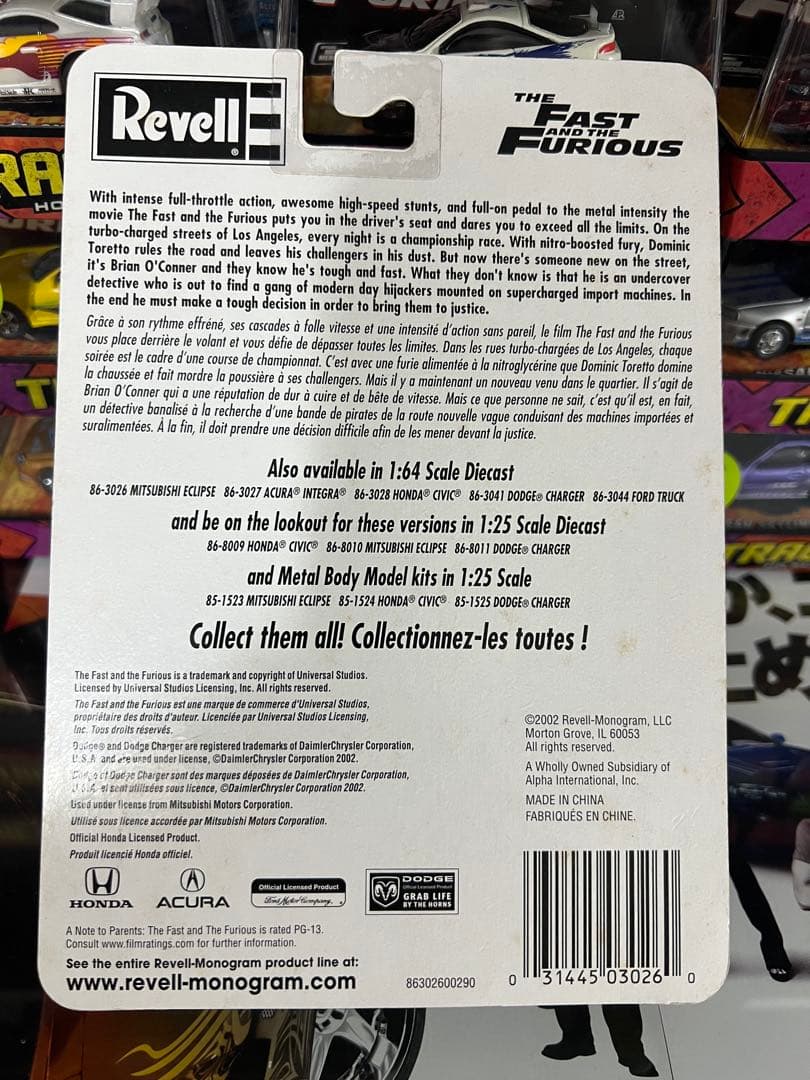 Revell®
THE
FAST
AND THE
FURIOUS
With intense full-throttle action, awesome high-speed stunts, and full-on pedal to the metal intensity the
movie The Fast and the Furious puts you in the driver's seat and dares you to exceed all the limits. On the
turbo-charged streets of Los Angeles, every night is a championship race. With nitro-boosted fury, Dominic
Toretto rules the road and leaves his challengers in his dust. But now there's someone new on the street,
it's Brian O'Conner and they know he's tough and fast. What they don't know is that he is an undercover
detective who is out to find a gang of modern day hijackers mounted on supercharged import machines. In
the end he must make a tough decision in order to bring them to justice.
Grâce à son rythme effréné, ses cascades à folle vitesse et une intensité d'action sans pareil, le film The Fast and the Furious
vous place derrière le volant et vous défie de dépasser toutes les limites. Dans les rues turbo-chargées de Los Angeles, chaque
soirée est le cadre d'une course de championnat. C'est avec une furie alimentée à la nitroglycérine que Dominic Toretto domine
la chaussée et fait mordre la poussière à ses challengers. Mais il y a maintenant un nouveau venu dans le quartier. Il s'agit de
Brian O'Conner qui a une réputation de dur à cuire et de bête de vitesse. Mais ce que personne ne sait, c'est qu'il est, en fait,
un détective banalisé à la recherche d'une bande de pirates de la route nouvelle vague conduisant des machines importées et
suralimentées. À la fin, il doit prendre une décision difficile afin de les mener devant la justice.
Also available in 1:64 Scale Diecast
86-3026 MITSUBISHI ECLIPSE 86-3027 ACURA® INTEGRA® 86-3028 HONDA® CIVIC® 86-3041 DODGE® CHARGER 86-3044 FORD TRUCK
and be on the lookout for these versions in 1:25 Scale Diecast
86-8009 HONDA® CIVIC® 86-8010 MITSUBISHI ECLIPSE 86-8011 DODGE® CHARGER
and Metal Body Model kits in 1:25 Scale
85-1523 MITSUBISHI ECLIPSE 85-1524 HONDA® CIVIC® 85-1525 DODGE® CHARGER
Collect them all! Collectionnez-les toutes !
The Fast and the Furious is a trademark and copyright of Universal Studios.
Licensed by Universal Studios Licensing, Inc. All rights reserved.
The Fast and the Furious est une marque de commerce d'Universal Studios,
propriétaire des droits d'auteur. Licenciée par Universal Studios Licensing,
Inc. Tous droits réservés.
Dodge® and Dodge Charger are registered trademarks of DaimlerChrysler Corporation,
U.S.A. and are used under license, ©DaimlerChrysler Corporation 2002.
Dodge et Dodge Charger sont des marques déposées de DaimlerChrysler Corporation,
U.S.A. et sont utilisées sous licence, ©DaimlerChrysler Corporation 2002.
Used under license from Mitsubishi Motors Corporation.
Utilisé sous licence accordée par Mitsubishi Motors Corporation.
Official Honda Licensed Product.
Produit licencié Honda officiel.
©2002 Revell-Monogram, LLC
Morton Grove, IL 60053
All rights reserved.
A Wholly Owned Subsidiary of
Alpha International, Inc.
MADE IN CHINA
FABRIQUÉS EN CHINE.
HONDA
ACURA
Official Licensed Product
Ford Motor Company.
DODGE
Official Licensed Product
GRAB LIFE
BY THE HORNS
A Note to Parents: The Fast and The Furious is rated PG-13.
Consult www.filmratings.com for further information.
See the entire Revell-Monogram product line at:
www.revell-monogram.com
86302600290
0 31445 03026 0